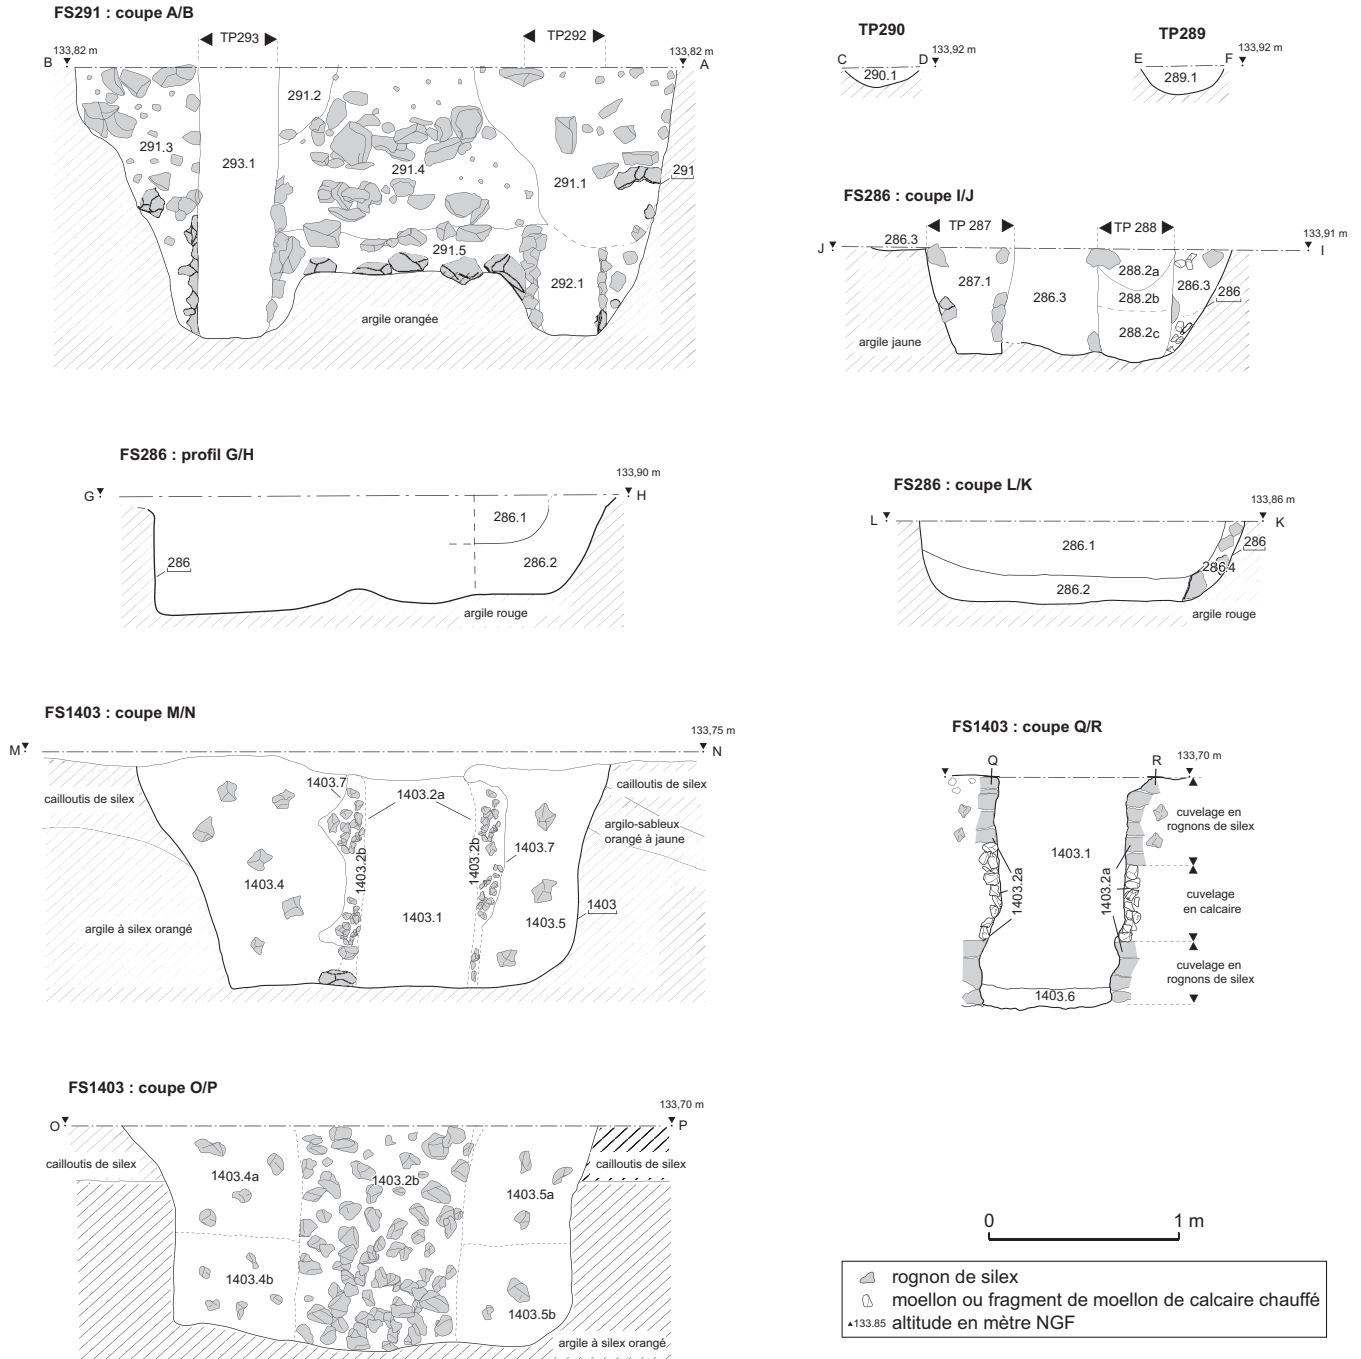 FS291 : coupe A/B
TP293
TP292
B
133,82 m
133,82 m
A
291.2
291.3
293.1
291.4
291.1
291
291.5
292.1
argile orangée
TP290
C
D
133,92 m
290.1
TP289
E
F
133,92 m
289.1
FS286 : coupe I/J
TP 287
TP 288
J
286.3
133,91 m
I
287.1
286.3
288.2a
288.2b
288.2c
286.3
286
argile jaune
FS286 : profil G/H
G
133,90 m
H
286.1
286
286.2
argile rouge
FS286 : coupe L/K
L
133,86 m
K
286.1
286
286.4
286.2
argile rouge
FS1403 : coupe M/N
M
133,75 m
N
1403.7
1403.2a
cailloutis de silex
cailloutis de silex
argilo-sableux
orangé à jaune
1403.2b
1403.2b
1403.7
1403.4
1403.1
1403.5
1403
argile à silex orangé
FS1403 : coupe Q/R
Q
R
133,70 m
cuvelage en
rognons de silex
1403.1
1403.2a
1403.2a
cuvelage
en calcaire
cuvelage en
rognons de silex
1403.6
FS1403 : coupe O/P
O
133,70 m
P
cailloutis de silex
cailloutis de silex
1403.4a
1403.2b
1403.5a
1403.4b
1403.5b
argile à silex orangé
0
1 m
rognon de silex
moellon ou fragment de moellon de calcaire chauffé
133.85 altitude en mètre NGF